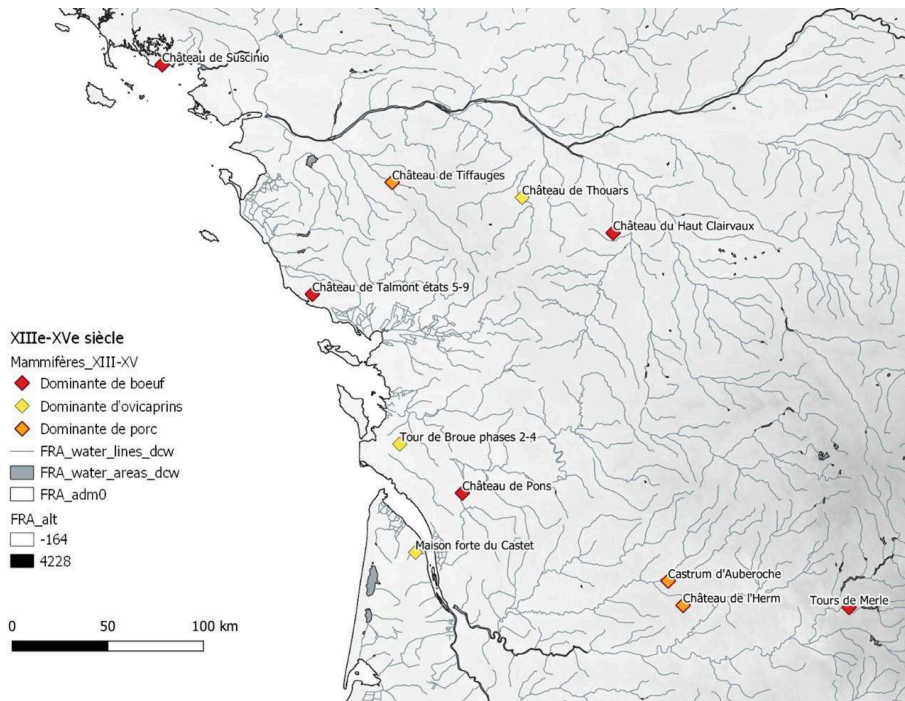 Château de Suscinio
Château de Tiffauges
Château de Thouars
Château du Haut Clairvaux
Château de Talmont états 5-9
XIIIe-XVe siècle
Mammifères_XIII-XV
Dominante de boeuf
Dominante d'ovicaprins
Dominante de porc
FRA_water_lines_dcw
FRA_water_areas_dcw
FRA_adm0
FRA_alt
-164
4228
Tour de Broue phases 2-4
Château de Pons
Maison forte du Castet
Castrum d'Auberoche
Château de l'Herm
Tours de Merle
0 50 100 km